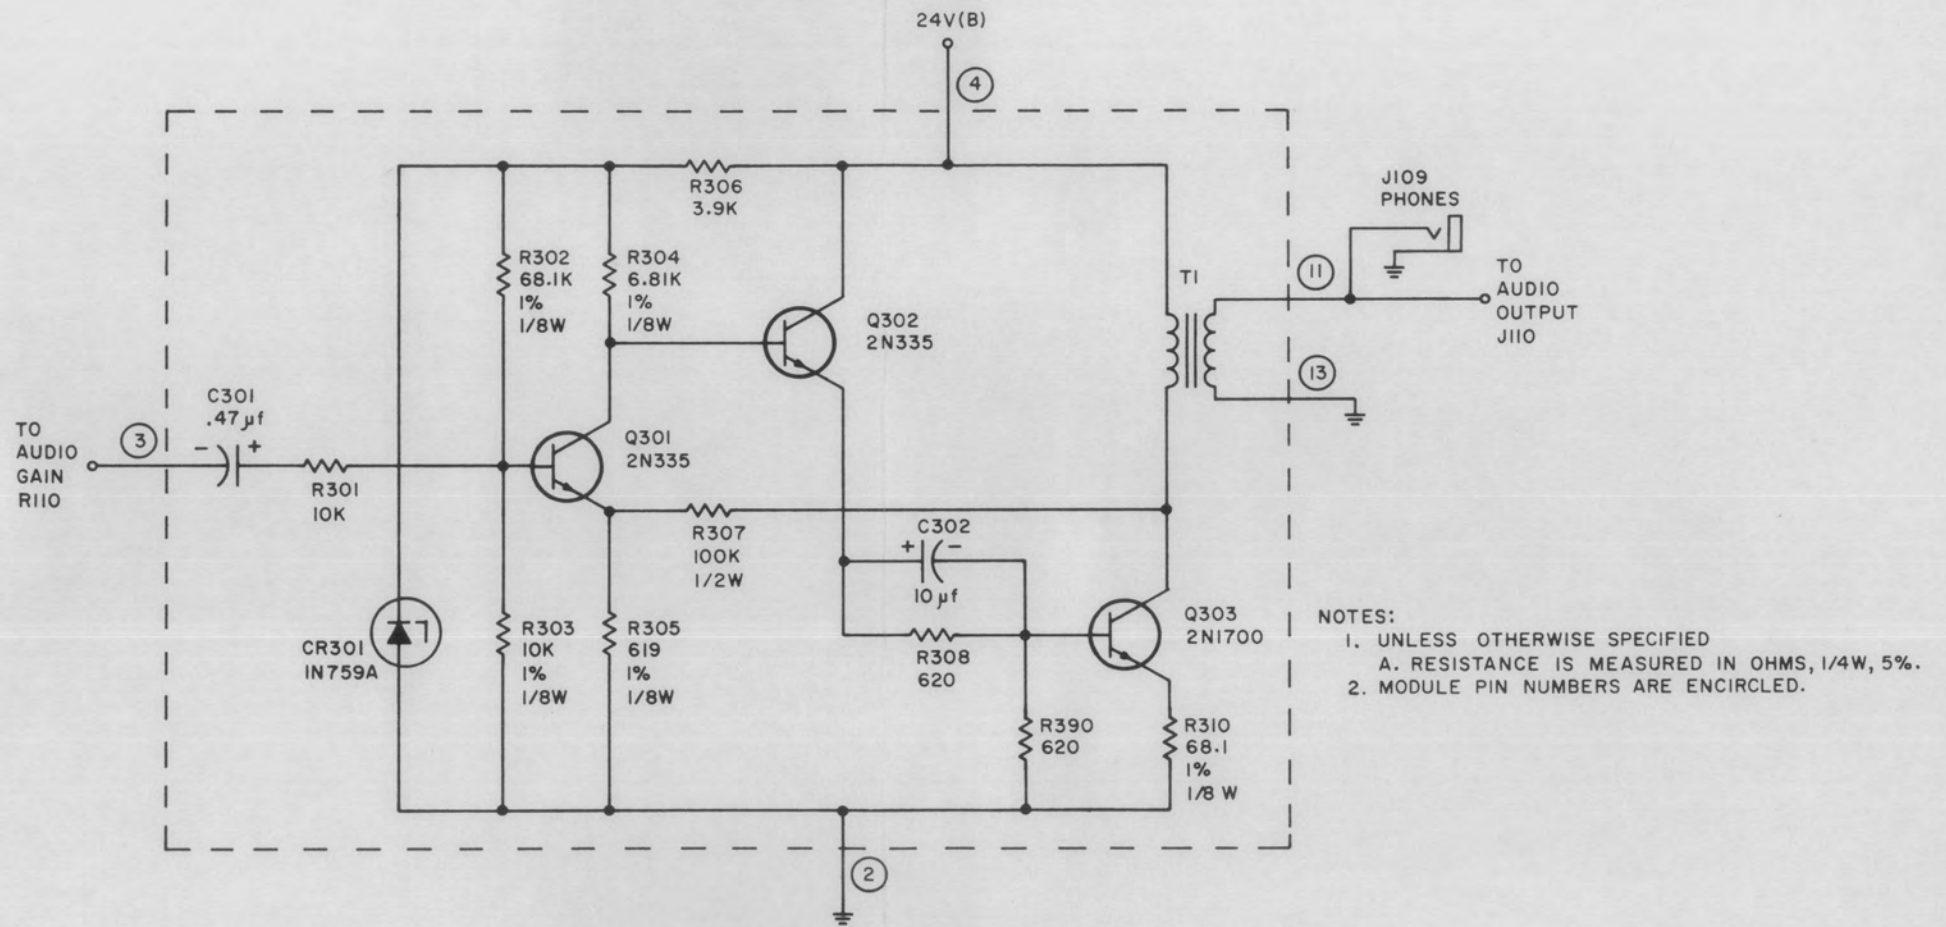 24V(B)
4
J109
PHONES
R306
3.9K
R302
68.1K
1%
1/8W
R304
6.81K
1%
1/8W
T1
11
TO
AUDIO
OUTPUT
J110
Q302
2N335
13
C301
.47µf
- +
TO
AUDIO
GAIN
R110
3
R301
10K
Q301
2N335
R307
100K
1/2W
C302
+ -
10µf
CR301
1N759A
R303
10K
1%
1/8W
R305
619
1%
1/8W
R308
620
Q303
2N1700
R390
620
R310
68.1
1%
1/8 W
2
NOTES:
1. UNLESS OTHERWISE SPECIFIED
A. RESISTANCE IS MEASURED IN OHMS, 1/4W, 5%.
2. MODULE PIN NUMBERS ARE ENCIRCLED.